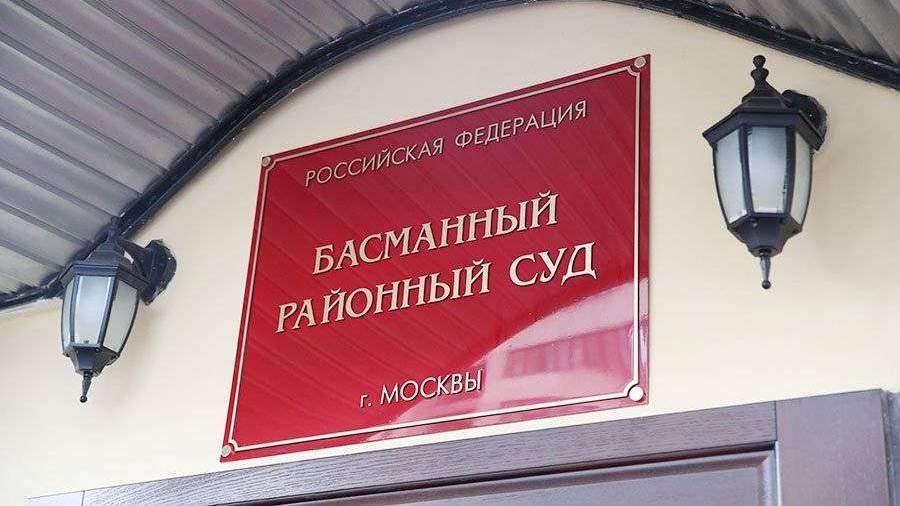 РОССИЙСКАЯ ФЕДЕРАЦИЯ
БАСМАННЫЙ
РАЙОННЫЙ СУД
г. МОСКВЫ